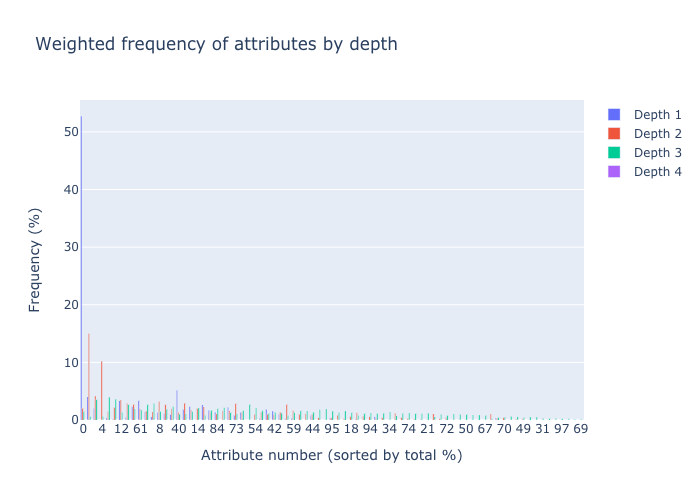 Weighted frequency of attributes by depth
Depth 1
Depth 2
Depth 3
Depth 4
50
40
30
20
10
0
Frequency (%)
0 4 12 61 8 40 14 84 73 54 42 59 44 95 18 94 34 74 21 72 50 67 70 49 31 97 69
Attribute number (sorted by total %)